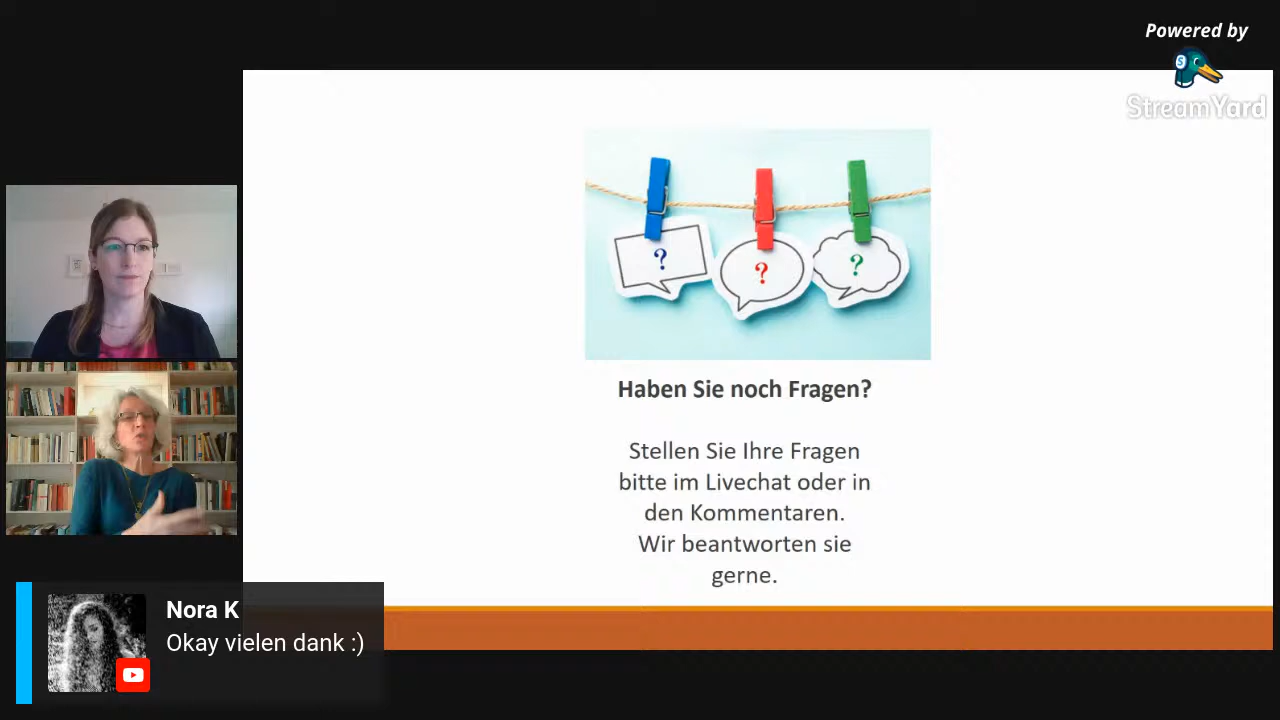 Powered by
S
StreamYard
?
?
?
Haben Sie noch Fragen?
Stellen Sie Ihre Fragen
bitte im Livechat oder in
den Kommentaren.
Wir beantworten sie
gerne.
Nora K
Okay vielen dank :)